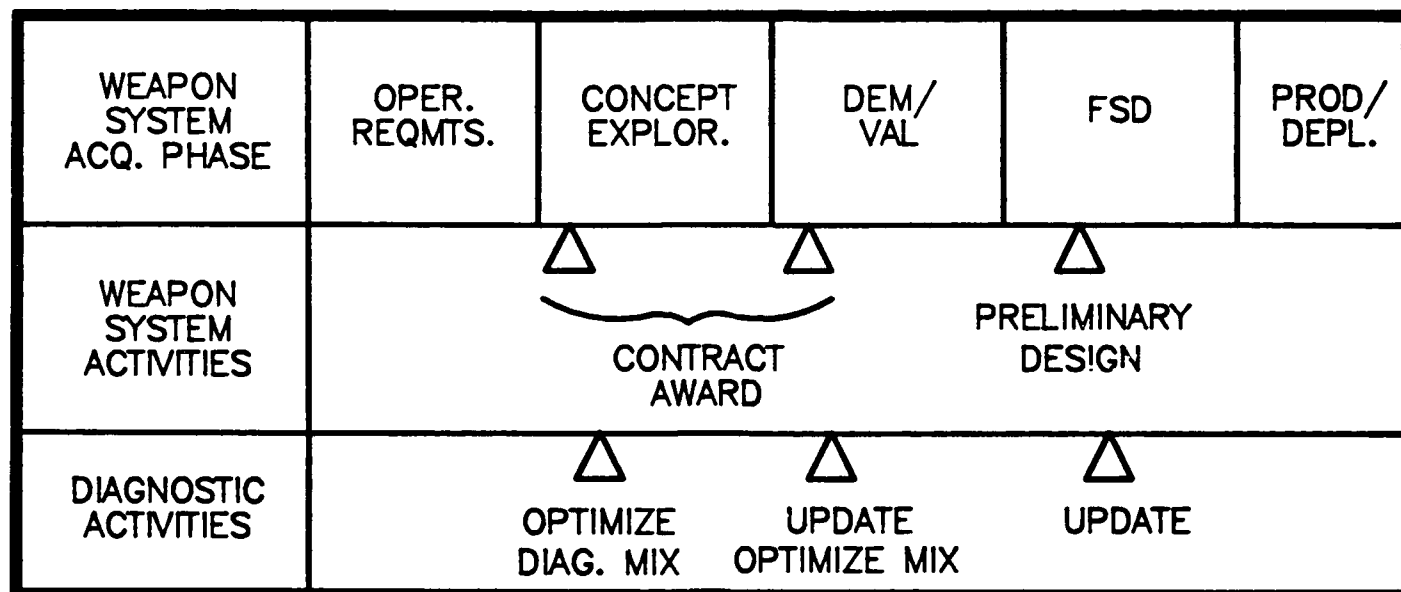 WEAPON
SYSTEM
ACQ. PHASE
OPER.
REQMTS.
CONCEPT
EXPLOR.
DEM/
VAL
FSD
PROD/
DEPL.
WEAPON
SYSTEM
ACTIVITIES
CONTRACT
AWARD
PRELIMINARY
DESIGN
DIAGNOSTIC
ACTIVITIES
OPTIMIZE
DIAG. MIX
UPDATE
OPTIMIZE MIX
UPDATE